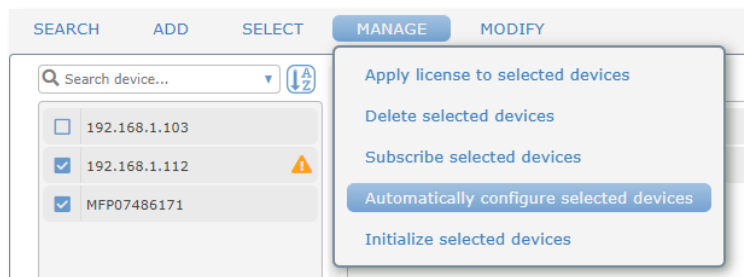 SEARCH ADD SELECT MANAGE MODIFY
Search device...
A
Z
192.168.1.103
192.168.1.112
MFP07486171
Apply license to selected devices
Delete selected devices
Subscribe selected devices
Automatically configure selected devices
Initialize selected devices